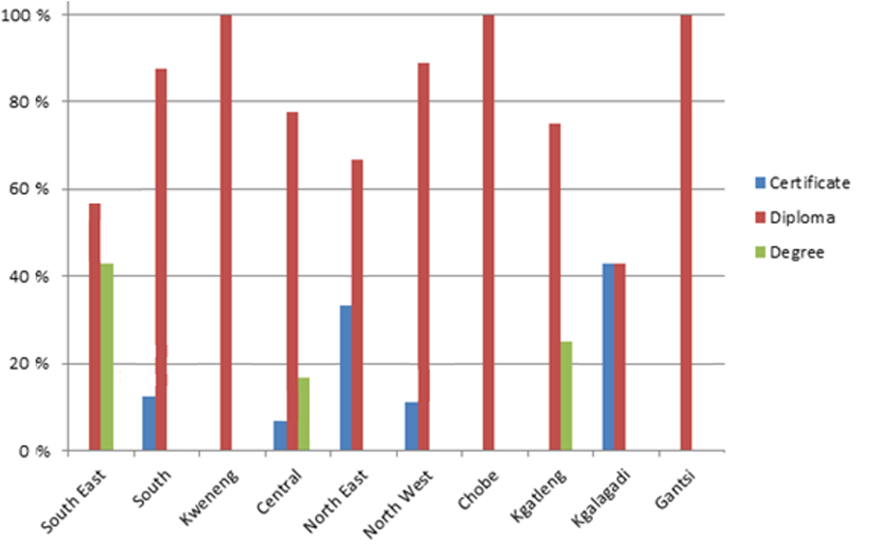 100 %
80 %
60 %
40 %
20 %
0 %
South East
South
Kweneng
Central
North East
North West
Chobe
Kgatleng
Kgalagadi
Gantsi
Certificate
Diploma
Degree